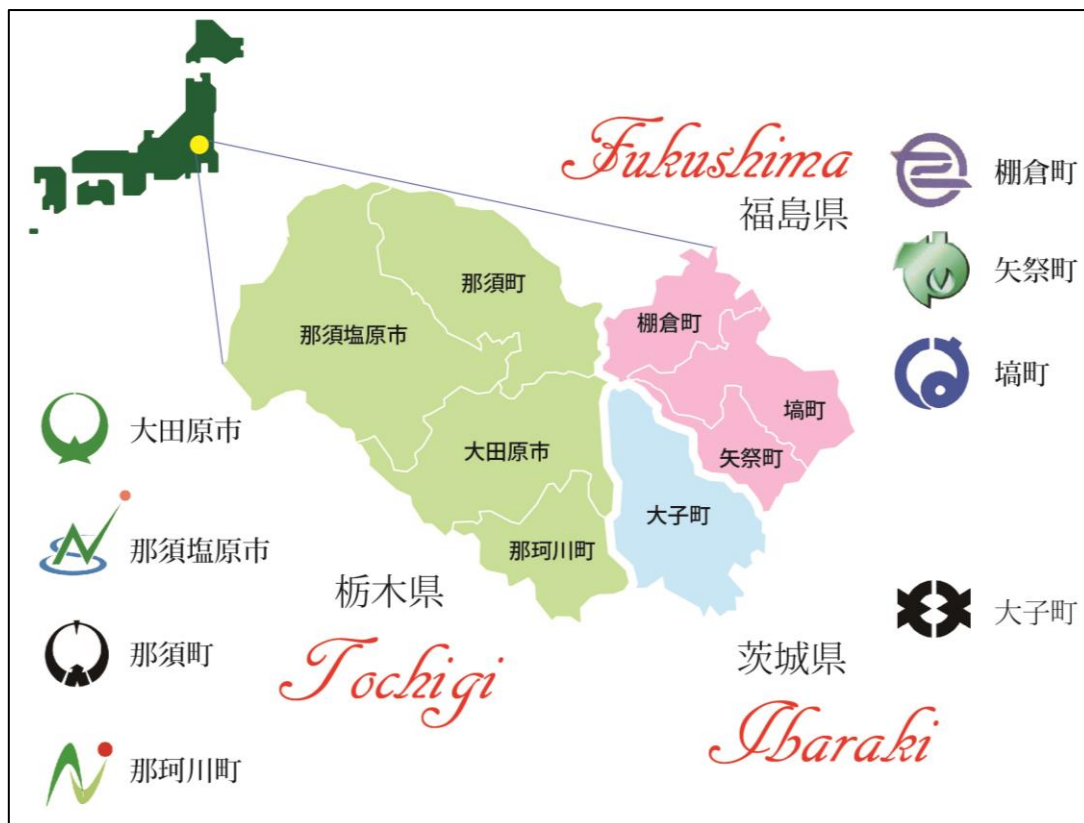 Fukushima
福島県
棚倉町
矢祭町
塙町
那須町
那須塩原市
棚倉町
塙町
矢祭町
大田原市
大子町
那珂川町
大田原市
那須塩原市
那須町
那珂川町
栃木県
Tochigi
茨城県
Ibaraki
大子町